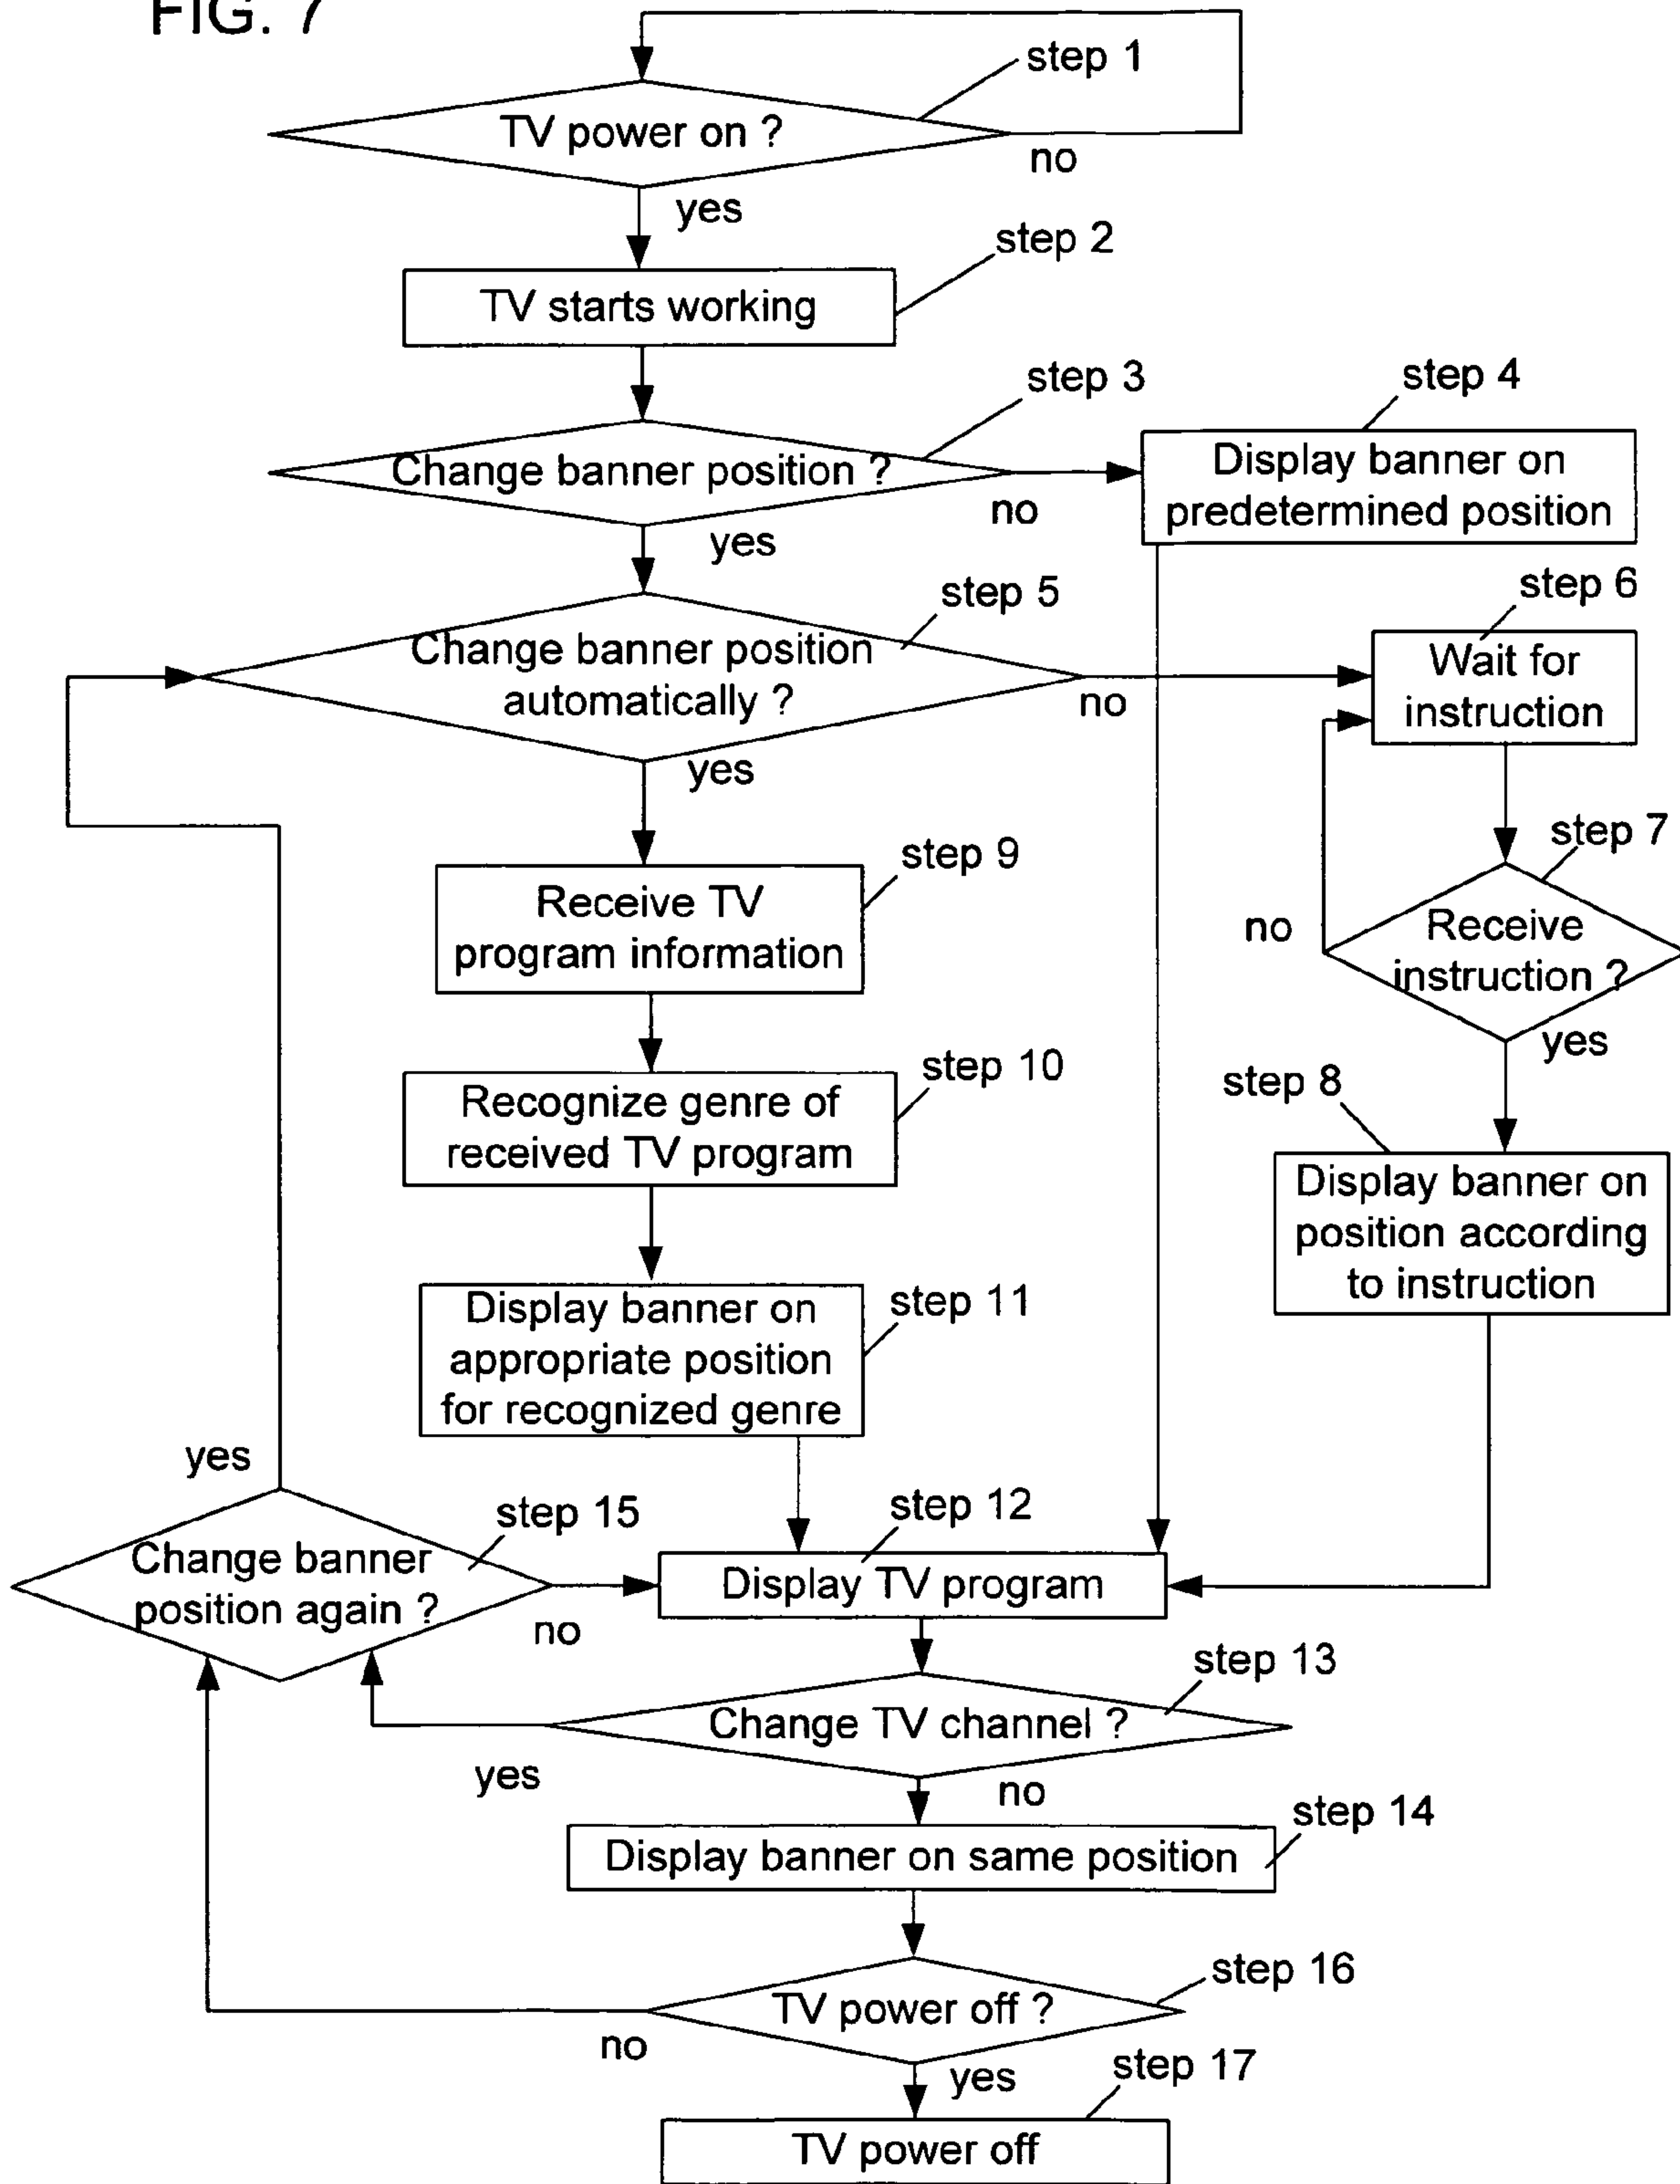 FIG. 7
step 1
TV power on ?
no
yes
step 2
TV starts working
step 3
step 4
Change banner position ?
Display banner on
predetermined position
no
yes
step 5
step 6
Change banner position
automatically ?
Wait for
instruction
no
yes
step 9
step 7
Receive TV
program information
no
Receive
instruction ?
yes
step 10
step 8
Recognize genre of
received TV program
Display banner on
position according
to instruction
step 11
Display banner on
appropriate position
for recognized genre
yes
step 15
step 12
Change banner
position again ?
Display TV program
no
step 13
Change TV channel ?
yes
no
step 14
Display banner on same position
step 16
TV power off ?
no
yes
step 17
TV power off